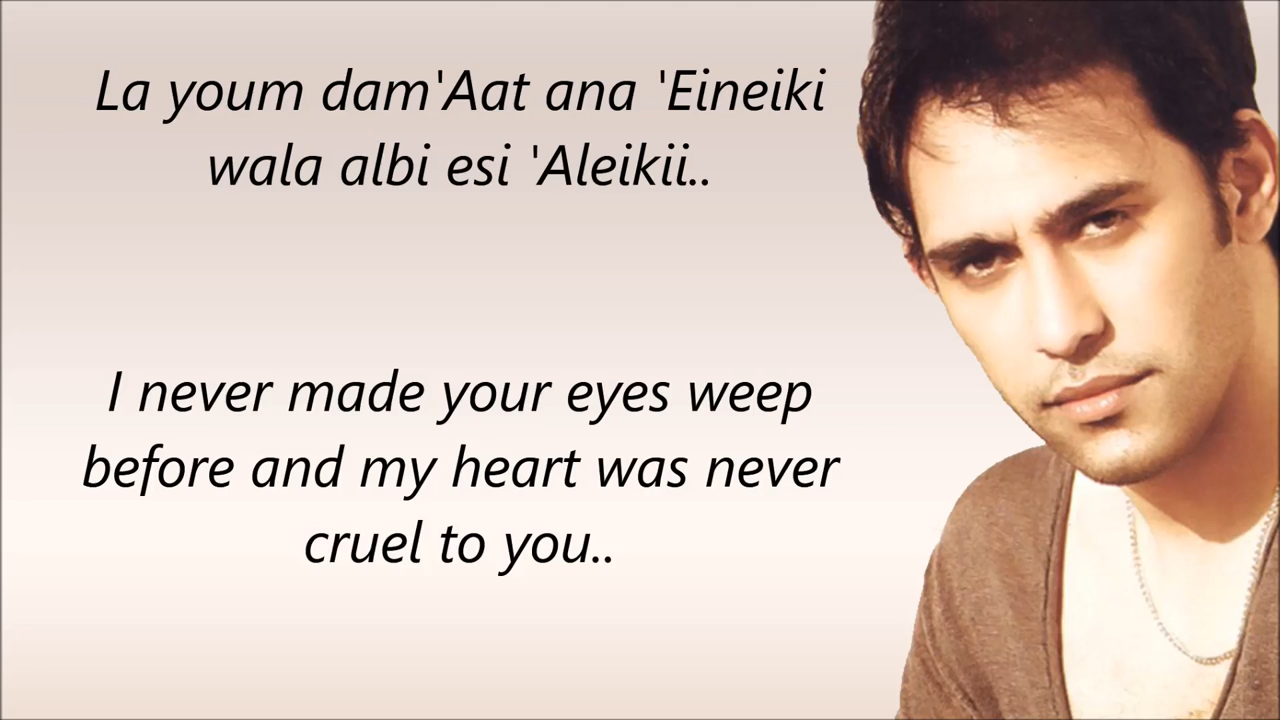 La youm dam'Aat ana 'Eineiki
wala albi esi 'Aleikii..
I never made your eyes weep
before and my heart was never
cruel to you..